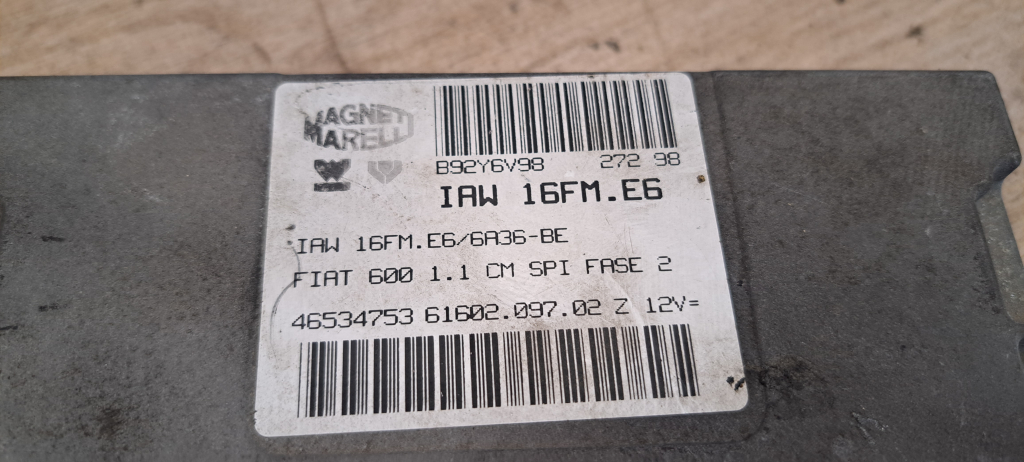 MAGNETI
MARELLI
B92Y6V98 272 98
IAW 16FM.E6
IAW 16FM.E6/6A36-BE
FIAT 600 1.1 CM SPI FASE 2
46534753 61602.097.02 Z 12V=